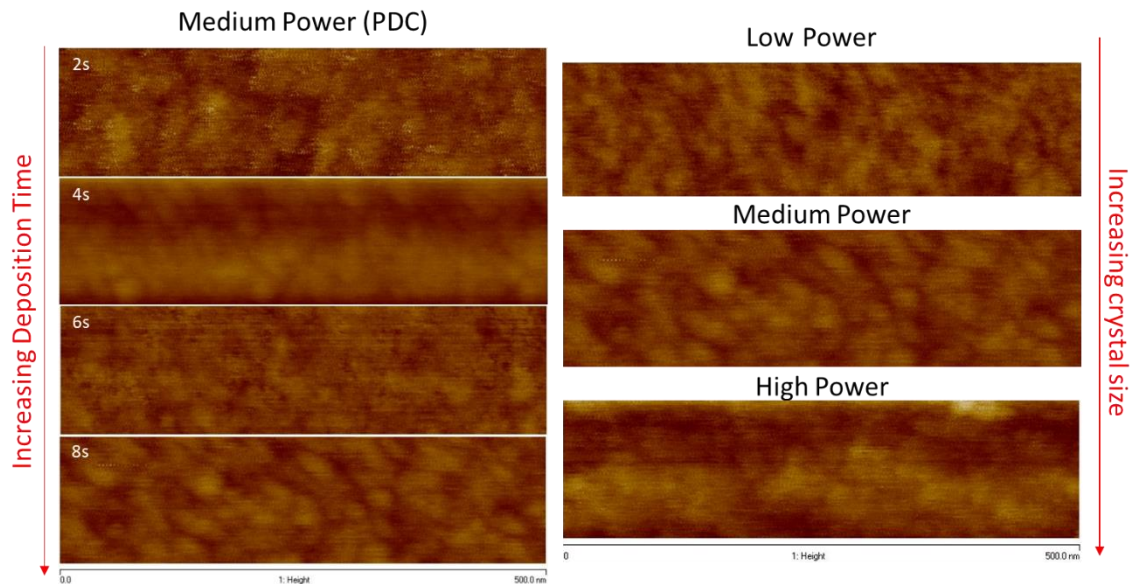 Medium Power (PDC)
Increasing Deposition Time
2s
4s
6s
8s
0.0 1: Height 500.0 nm
Low Power
Medium Power
High Power
0 1: Height 500.0 nm
Increasing crystal size